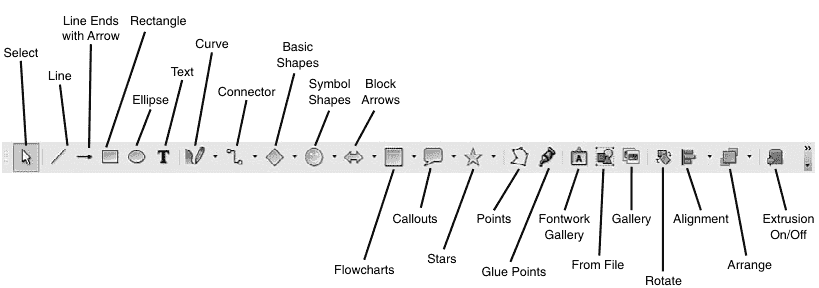 Line Ends
with Arrow
Rectangle
Select
Line
Ellipse
Text
Curve
Connector
Basic
Shapes
Symbol
Shapes
Block
Arrows
T
A
Flowcharts
Callouts
Stars
Points
Glue Points
Fontwork
Gallery
From File
Gallery
Rotate
Alignment
Arrange
Extrusion
On/Off